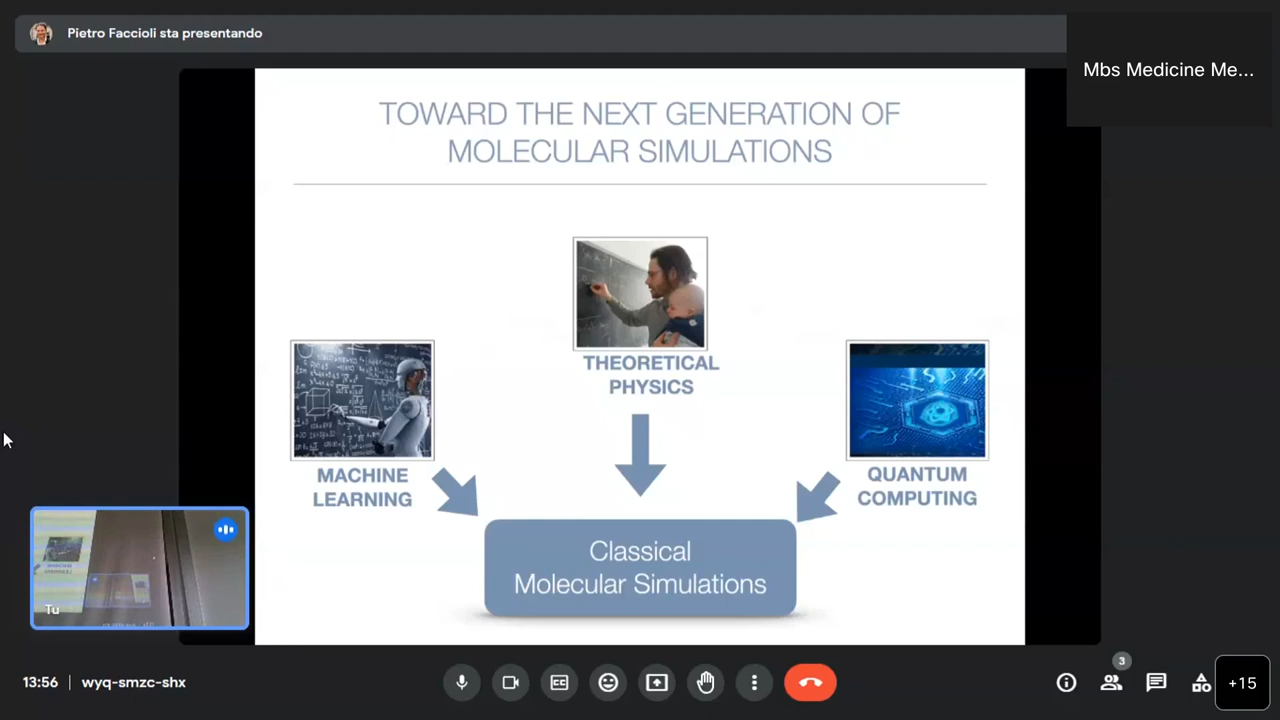 Pietro Faccioli sta presentando
Mbs Medicine Me...
TOWARD THE NEXT GENERATION OF
MOLECULAR SIMULATIONS
THEORETICAL
PHYSICS
MACHINE
LEARNING
QUANTUM
COMPUTING
Classical
Molecular Simulations
Tu
13:56
wyq-smzc-shx
3
+15